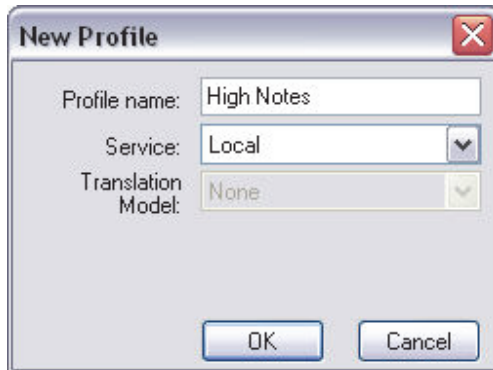 New Profile
Profile name: High Notes
Service: Local
Translation
Model: None
OK Cancel